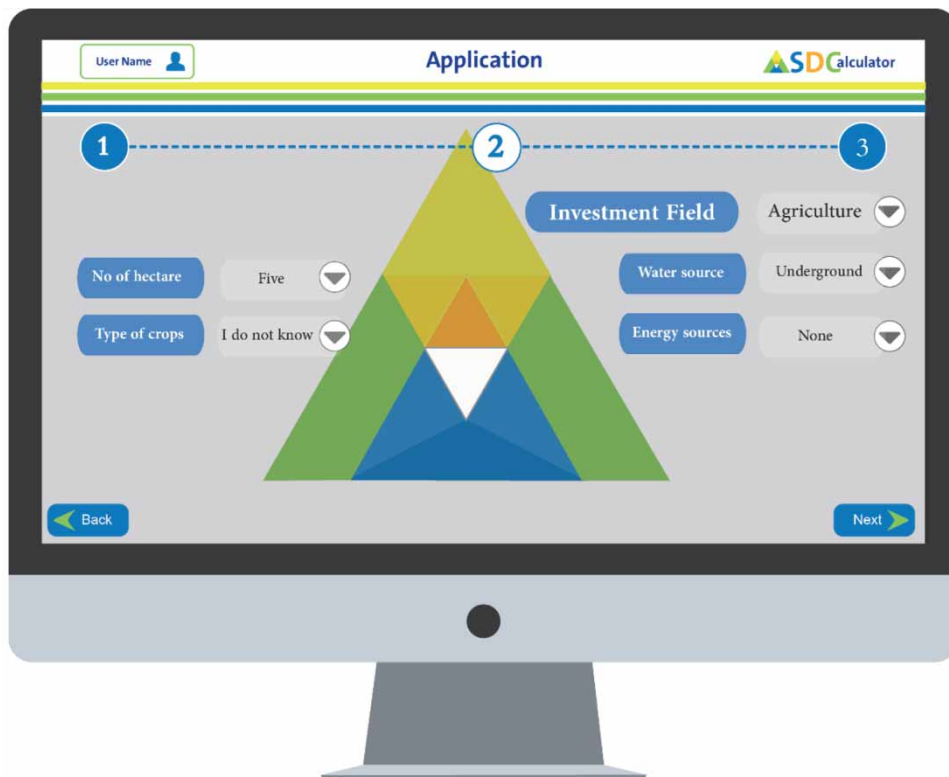 User Name
Application
SDCalculator
1
2
3
Investment Field
Agriculture
No of hectare
Five
Water source
Underground
Type of crops
I do not know
Energy sources
None
Back
Next